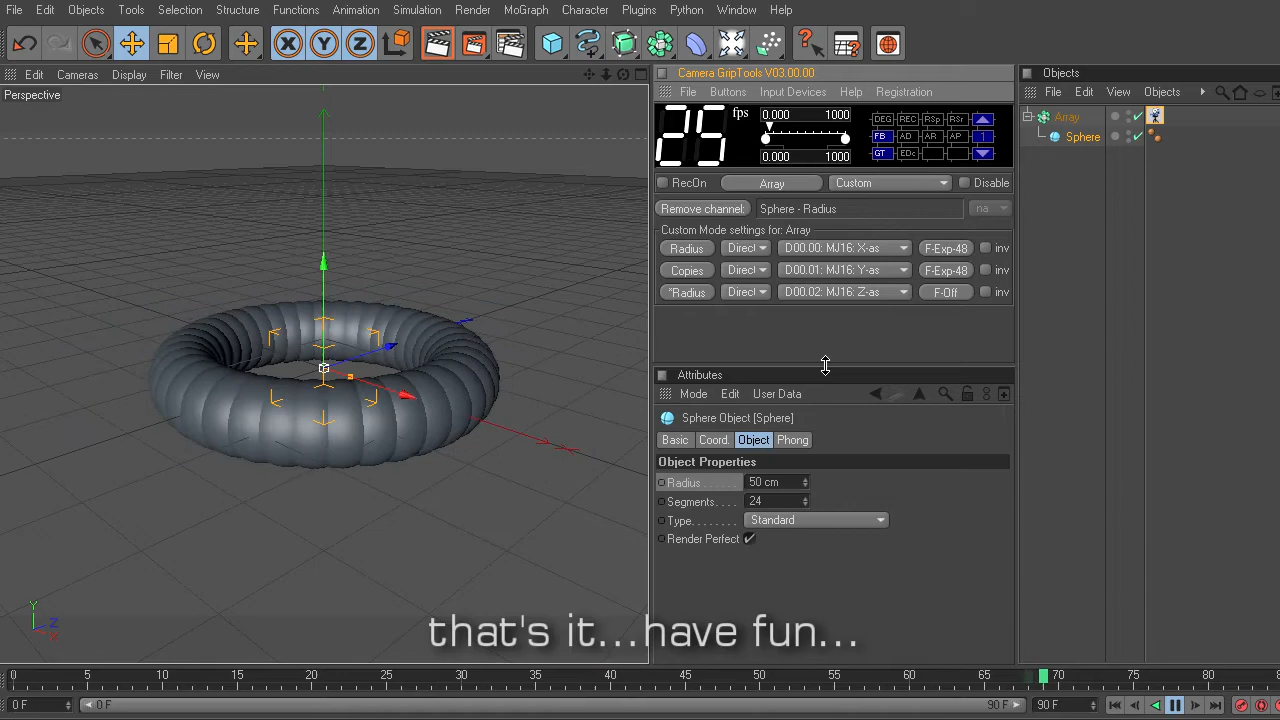 File Edit Objects Tools Selection Structure Functions Animation Simulation Render MoGraph Character Plugins Python Window Help
Edit Cameras Display Filter View
Perspective
Y
Z
X
Camera GripTools V03.00.00
File Buttons Input Devices Help Registration
25 fps 0.000 1000
0.000 1000
DEG REC RSp RSr
FB AD AR AP 1
GT EDc
RecOn Array Custom Disable
Remove channel: Sphere - Radius na
Custom Mode settings for: Array
Radius Direct D00.00: MJ16: X-as F-Exp-48 inv
Copies Direct D00.01: MJ16: Y-as F-Exp-48 inv
*Radius Direct D00.02: MJ16: Z-as F-Off inv
Attributes
Mode Edit User Data
Sphere Object [Sphere]
Basic Coord. Object Phong
Object Properties
Radius 50 cm
Segments 24
Type Standard
Render Perfect
Objects
File Edit View Objects
Array
Sphere
that's it...have fun...
0 5 10 15 20 25 30 35 40 45 50 55 60 65 70 75 80 85
0 F 0 F 90 F 90 F